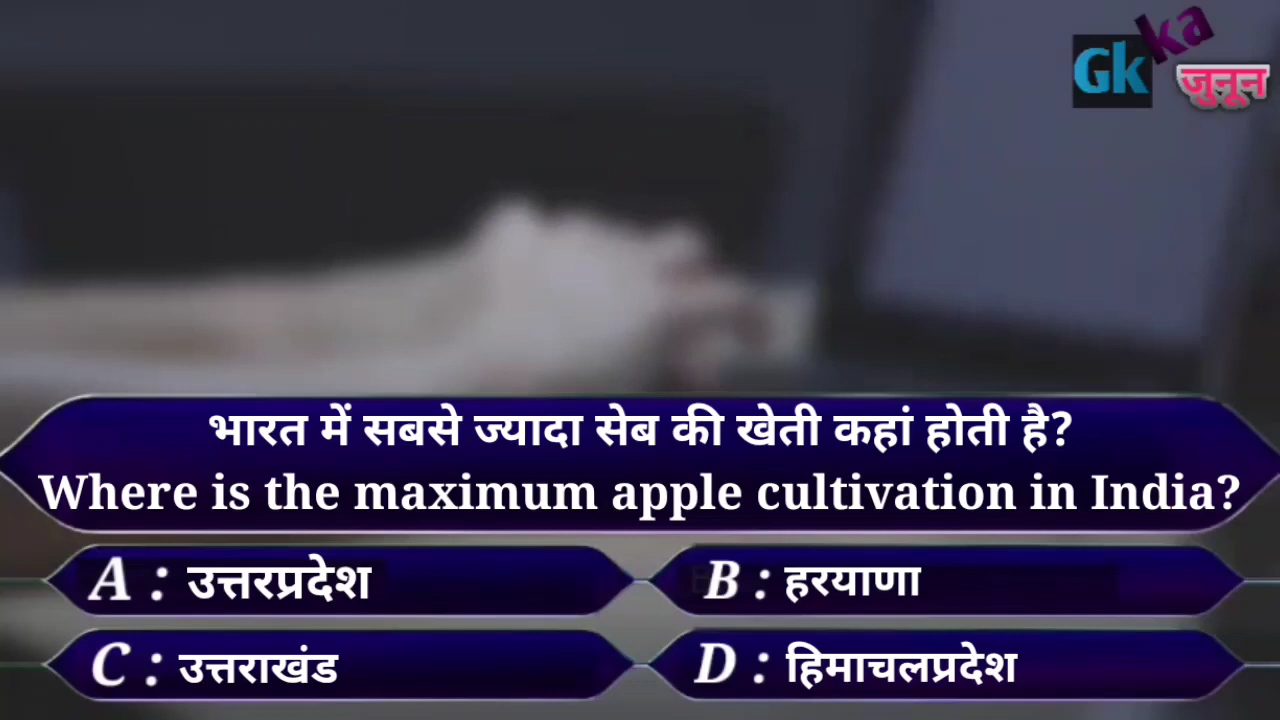 Gk ka
जुनून
भारत में सबसे ज्यादा सेब की खेती कहां होती है?
Where is the maximum apple cultivation in India?
A : उत्तरप्रदेश
B : हरयाणा
C : उत्तराखंड
D : हिमाचलप्रदेश